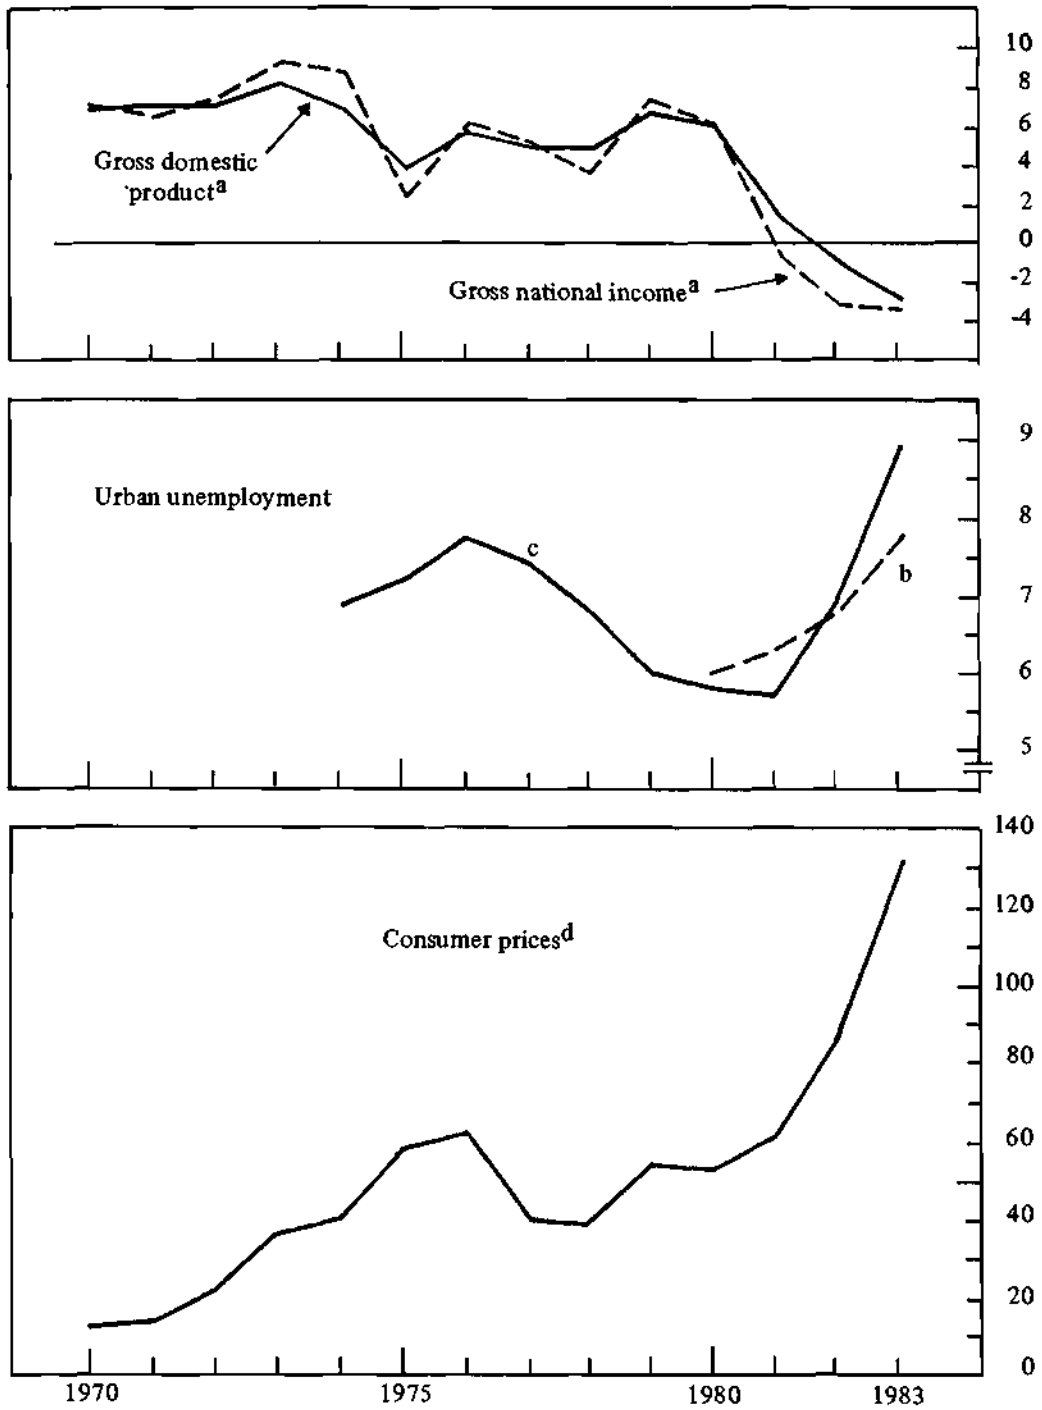 10
8
6
Gross domestic
product^a
4
2
0
Gross national income^a
-2
-4
9
Urban unemployment
8
c
b
7
6
5
140
120
Consumer prices^d
100
80
60
40
20
0
1970 1975 1980 1983